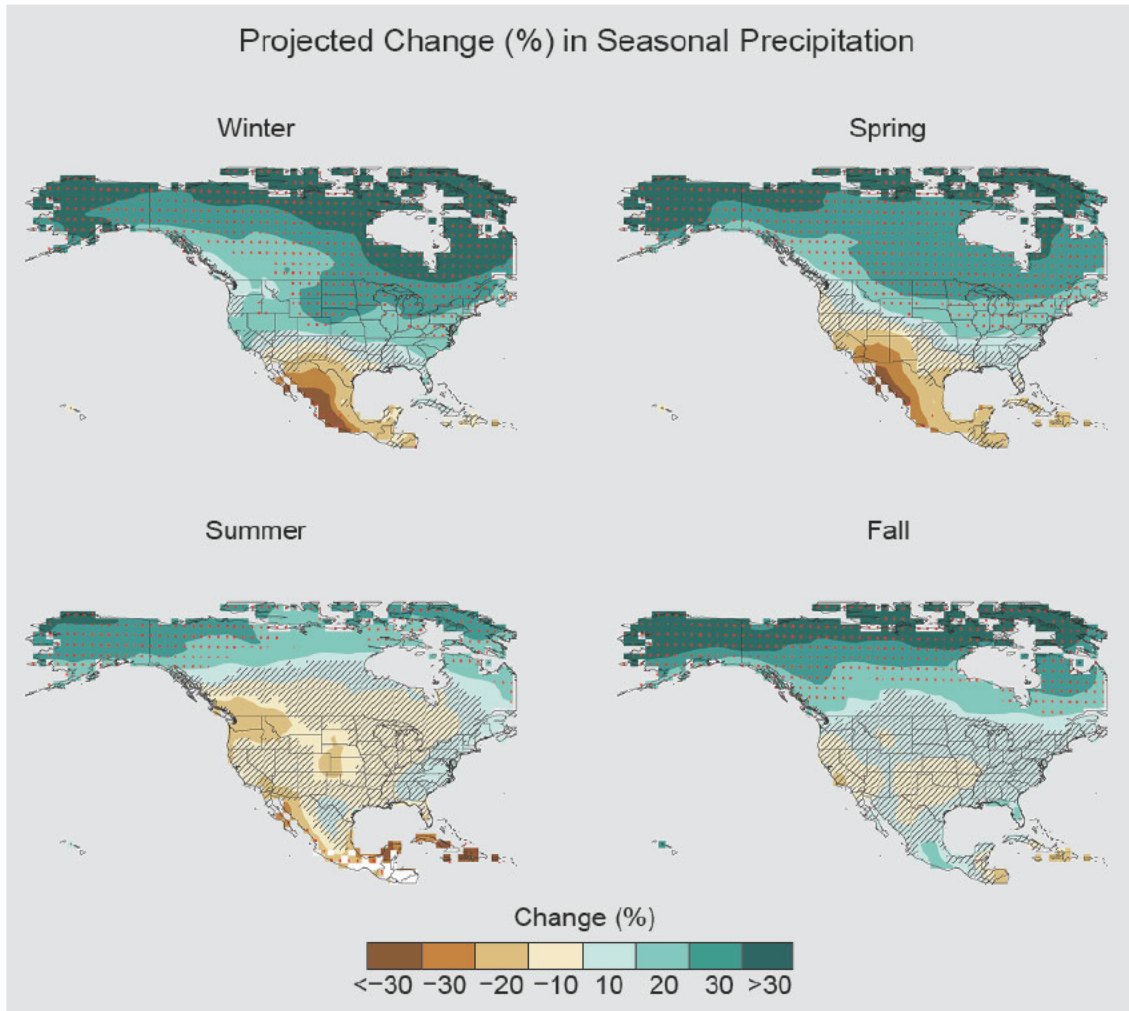 Projected Change (%) in Seasonal Precipitation
Winter
Spring
Summer
Fall
Change (%)
<-30 -30 -20 -10 10 20 30 >30